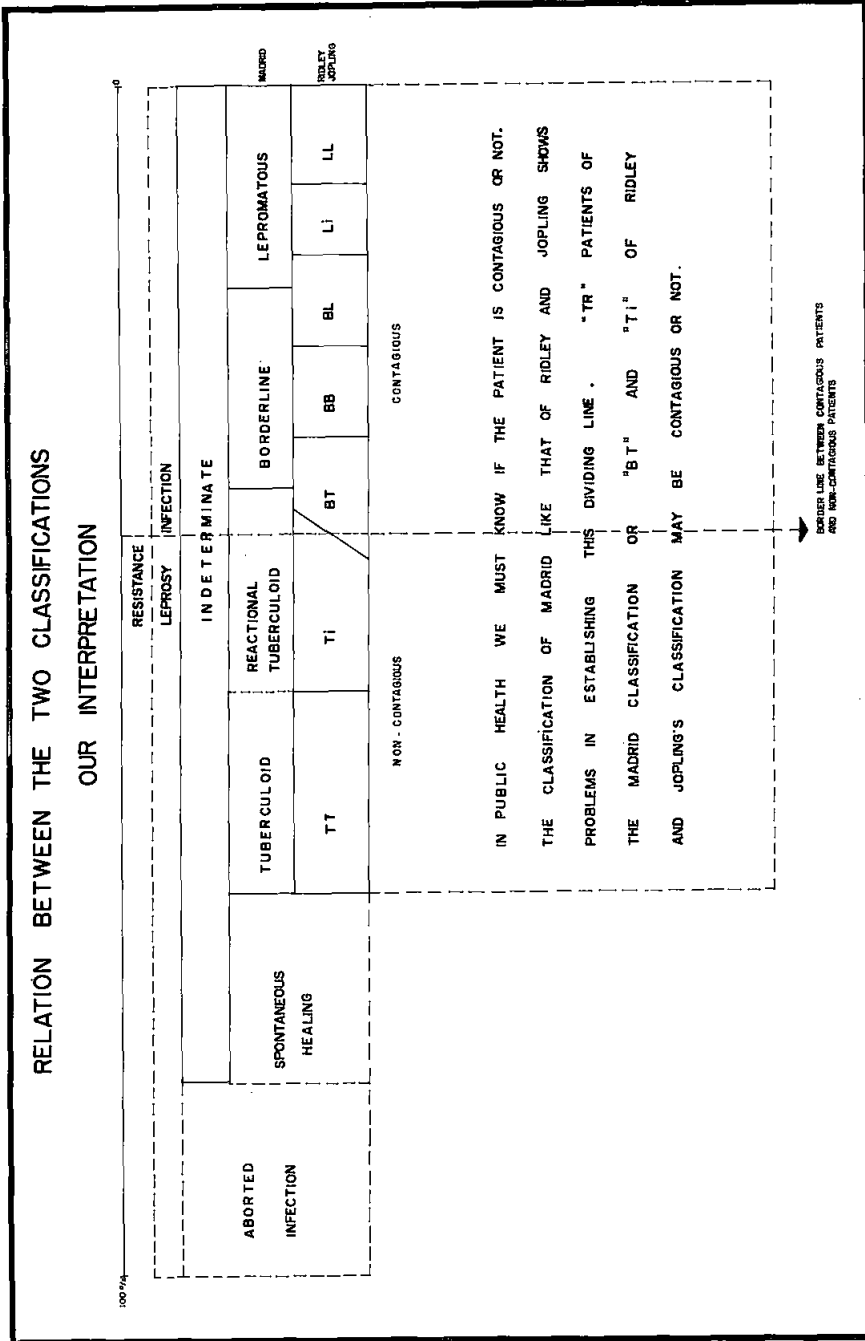 RELATION BETWEEN THE TWO CLASSIFICATIONS
OUR INTERPRETATION
100% RESISTANCE 0
LEPROSY INFECTION
INDETERMINATE
ABORTED
INFECTION
SPONTANEOUS
HEALING
TUBERCULOID
REACTIONAL
TUBERCULOID
BORDERLINE
LEPROMATOUS
MADRID
TT
Ti
BT
BB
BL
Li
LL
RIDLEY
JOPLING
NON-CONTAGIOUS
CONTAGIOUS
IN PUBLIC HEALTH WE MUST KNOW IF THE PATIENT IS CONTAGIOUS OR NOT.
THE CLASSIFICATION OF MADRID LIKE THAT OF RIDLEY AND JOPLING SHOWS
PROBLEMS IN ESTABLISHING THIS DIVIDING LINE. "TR" PATIENTS OF
THE MADRID CLASSIFICATION OR "BT" AND "Ti" OF RIDLEY
AND JOPLING'S CLASSIFICATION MAY BE CONTAGIOUS OR NOT.
BORDER LINE BETWEEN CONTAGIOUS PATIENTS
AND NON-CONTAGIOUS PATIENTS